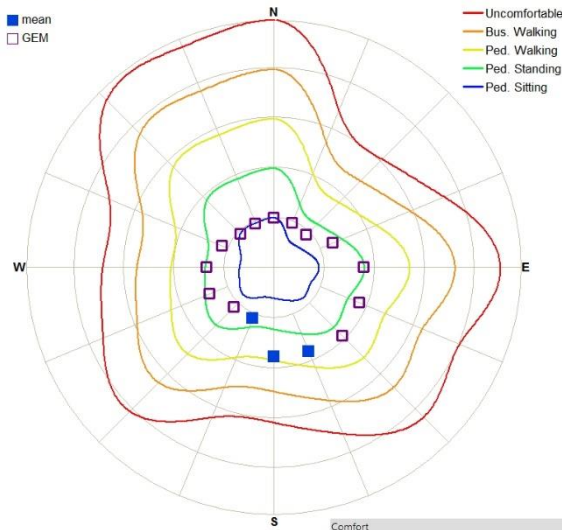 N
mean
GEM
Uncomfortable
Bus. Walking
Ped. Walking
Ped. Standing
Ped. Sitting
W
E
S
Comfort